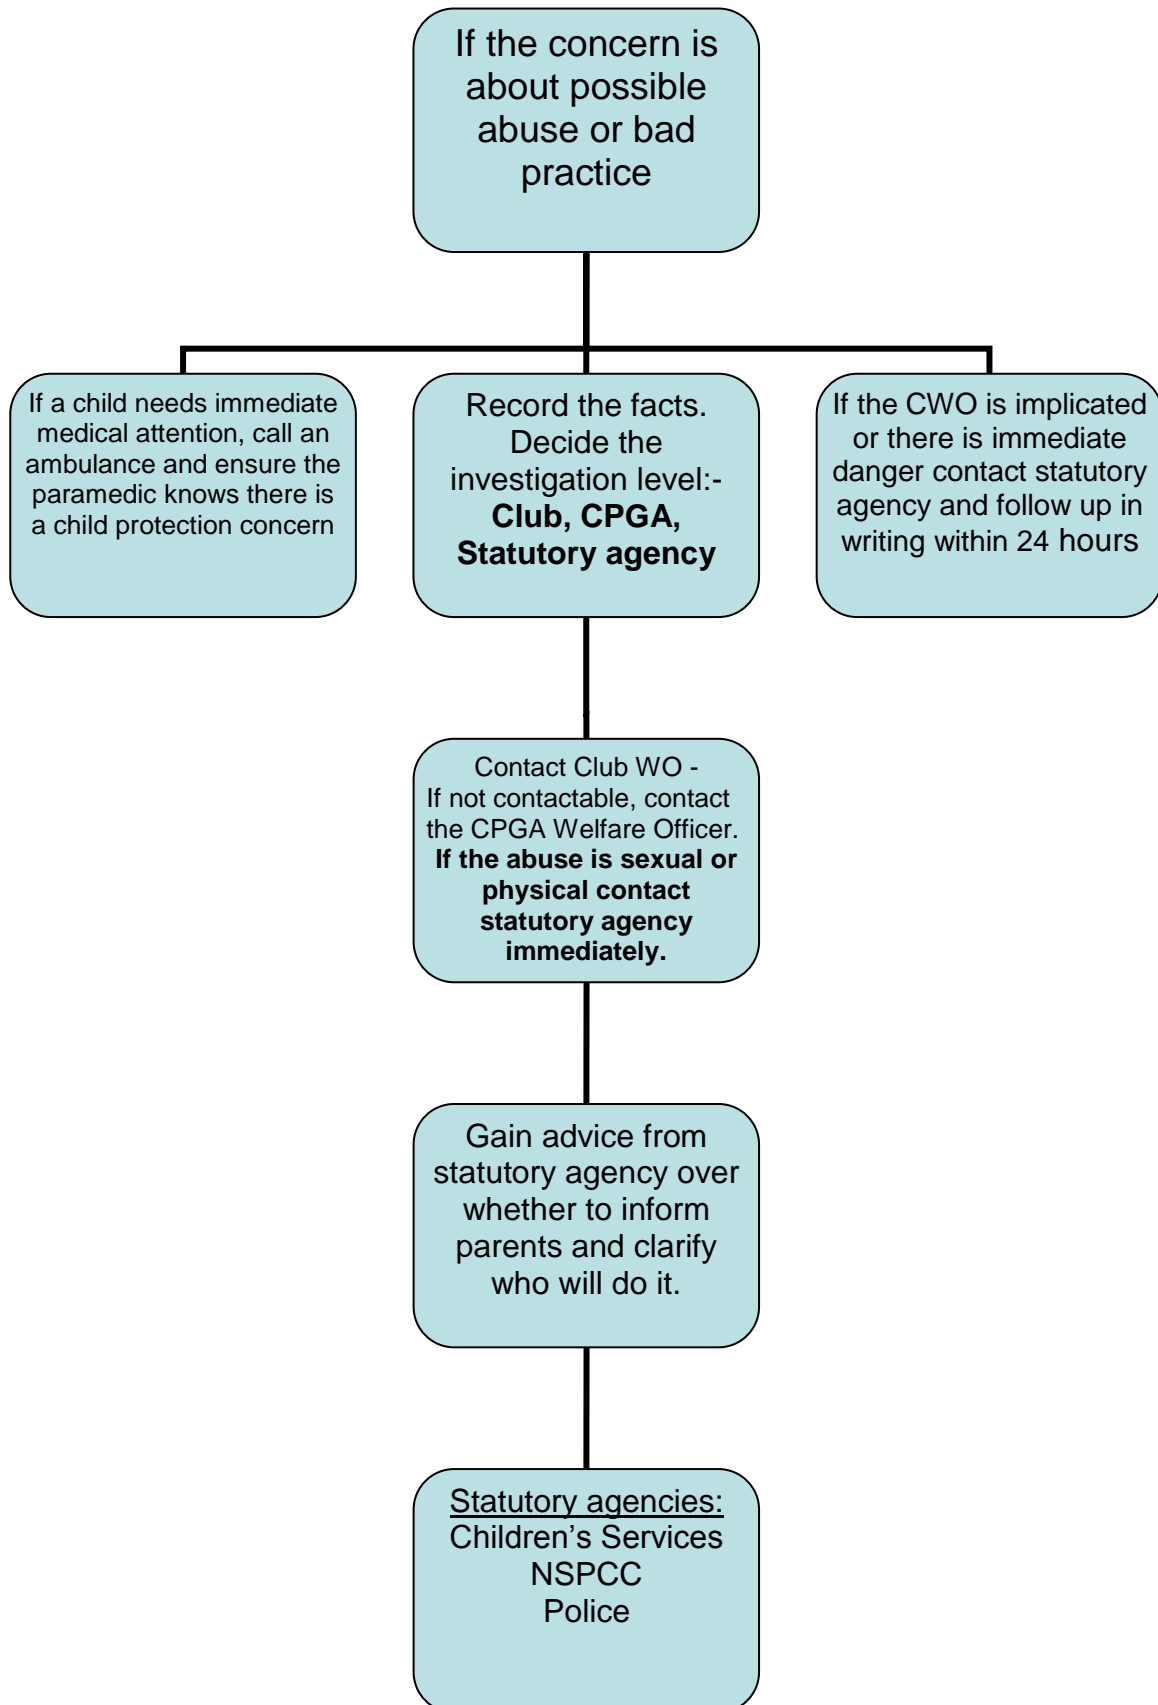 If the concern is
about possible
abuse or bad
practice
If a child needs immediate
medical attention, call an
ambulance and ensure the
paramedic knows there is
a child protection concern
Record the facts.
Decide the
investigation level:-
Club, CPGA,
Statutory agency
If the CWO is implicated
or there is immediate
danger contact statutory
agency and follow up in
writing within 24 hours
Contact Club WO -
If not contactable, contact
the CPGA Welfare Officer.
If the abuse is sexual or
physical contact
statutory agency
immediately.
Gain advice from
statutory agency over
whether to inform
parents and clarify
who will do it.
Statutory agencies:
Children’s Services
NSPCC
Police